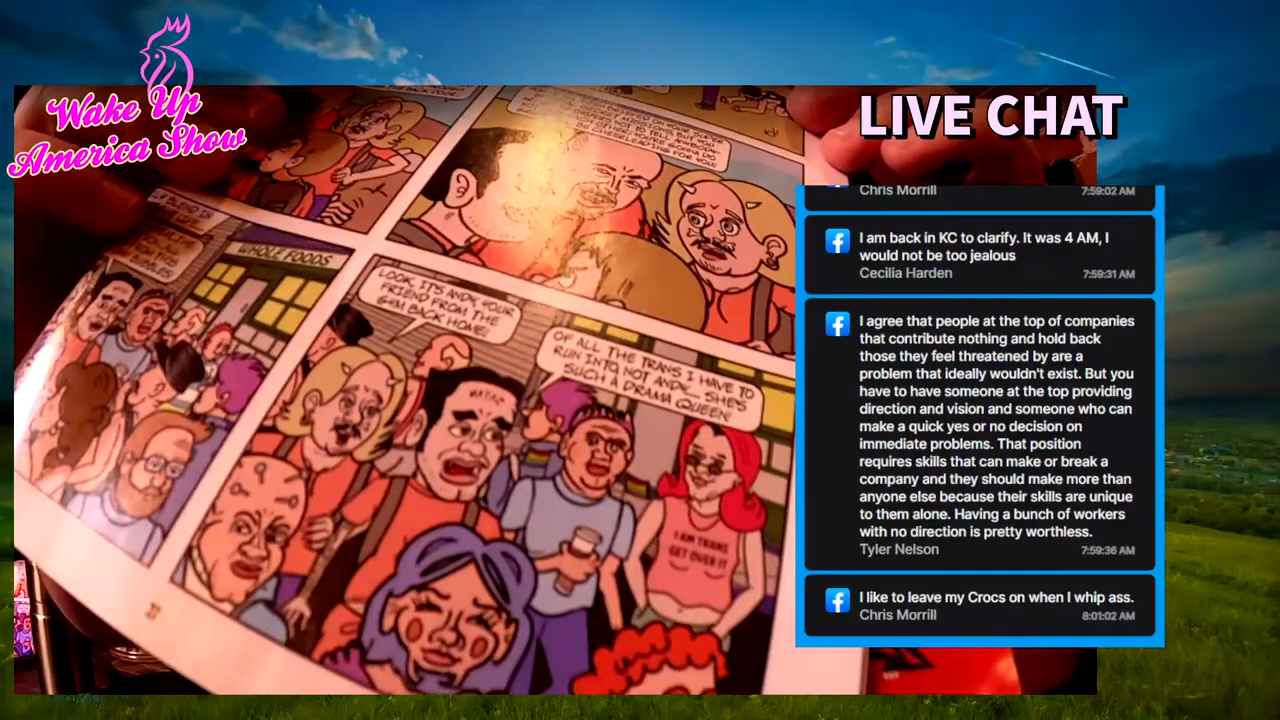 Wake Up
America Show
LIVE CHAT
WHOLE FOODS
LOOK, IT'S ANDY, YOUR
FRIEND FROM THE
GYM BACK HOME!
OF ALL THE TRANS I HAVE TO
RUN INTO NOT ANDY... SHE'S
SUCH A DRAMA QUEEN!
I AM TRANS
GET OVER IT
Chris Morrill
7:59:02 AM
I am back in KC to clarify. It was 4 AM, I
would not be too jealous
Cecilia Harden
7:59:31 AM
I agree that people at the top of companies
that contribute nothing and hold back
those they feel threatened by are a
problem that ideally wouldn't exist. But you
have to have someone at the top providing
direction and vision and someone who can
make a quick yes or no decision on
immediate problems. That position
requires skills that can make or break a
company and they should make more than
anyone else because their skills are unique
to them alone. Having a bunch of workers
with no direction is pretty worthless.
Tyler Nelson
7:59:36 AM
I like to leave my Crocs on when I whip ass.
Chris Morrill
8:01:02 AM